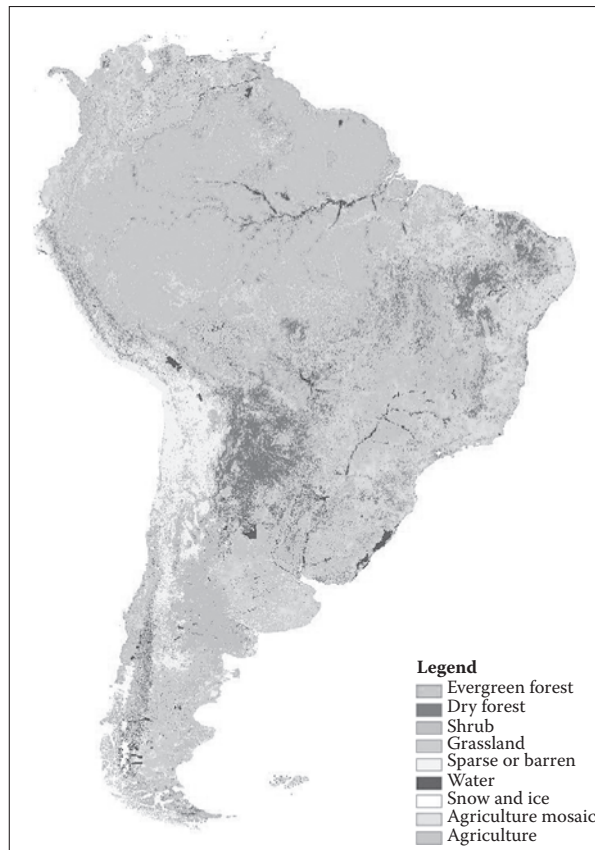 Legend
Evergreen forest
Dry forest
Shrub
Grassland
Sparse or barren
Water
Snow and ice
Agriculture mosaic
Agriculture